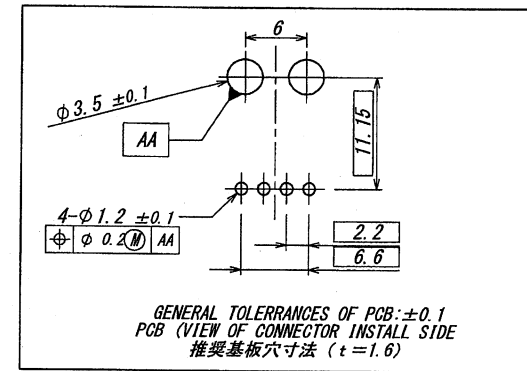 6
φ3.5 ±0.1
AA
11.15
4-φ1.2 ±0.1
⌖ φ 0.2Ⓜ AA
2.2
6.6
GENERAL TOLERRANCES OF PCB:±0.1
PCB (VIEW OF CONNECTOR INSTALL SIDE
推奨基板穴寸法 (t=1.6)